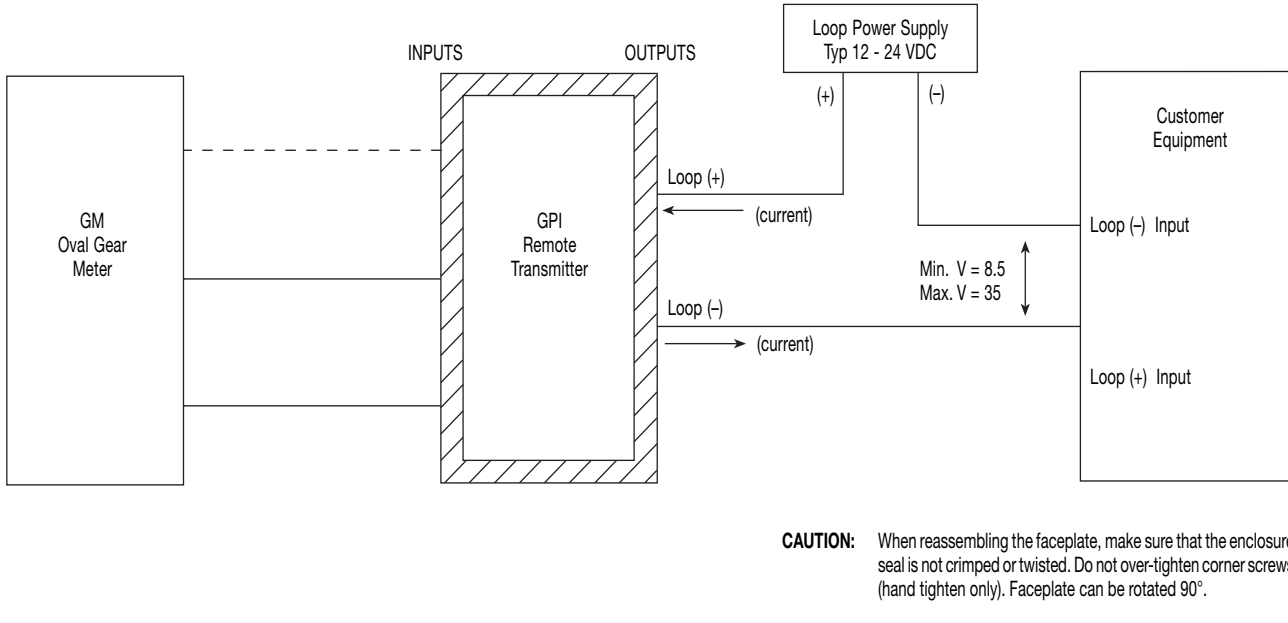 Loop Power Supply
Typ 12 - 24 VDC
INPUTS
OUTPUTS
(+)
(–)
Customer
Equipment
Loop (+)
(current)
GM
Oval Gear
Meter
GPI
Remote
Transmitter
Loop (–) Input
Min. V = 8.5
Max. V = 35
Loop (–)
(current)
Loop (+) Input
CAUTION: When reassembling the faceplate, make sure that the enclosure
seal is not crimped or twisted. Do not over-tighten corner screws
(hand tighten only). Faceplate can be rotated 90°.